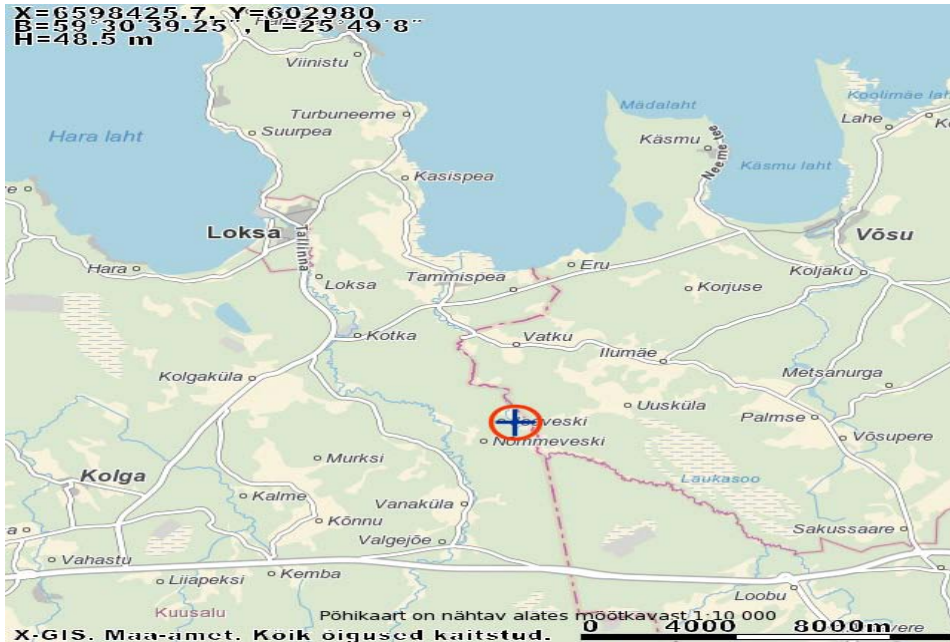 X=6598425.7, Y=602980
B=59°30'39.25", L=25°49'8"
H=48.5 m
Viinistu
Turbuneeme
Suurpea
Hara laht
Mädalaht
Koolimäe lah
Lahe
Käsmu
Neeme tee
Käsmu laht
Kasispea
Loksa
Tallinna
Võsu
Hara
Loksa
Tammispea
Eru
Koljaku
Korjuse
Kotka
Vatku
Ilumäe
Kolgaküla
Metsanurga
Uusküla
Palmse
Nõmmeveski
Võsupere
Murksi
Kolga
Laukasoo
Kalme
Vanaküla
Kõnnu
Valgejõe
Sakussaare
Vahastu
Liiapeksi
Kemba
Loobu
Kuusalu
Põhikaart on nähtav alates mõõtkavast 1:10 000
0 4000 8000m
X-GIS. Maa-amet. Kõik õigused kaitstud.